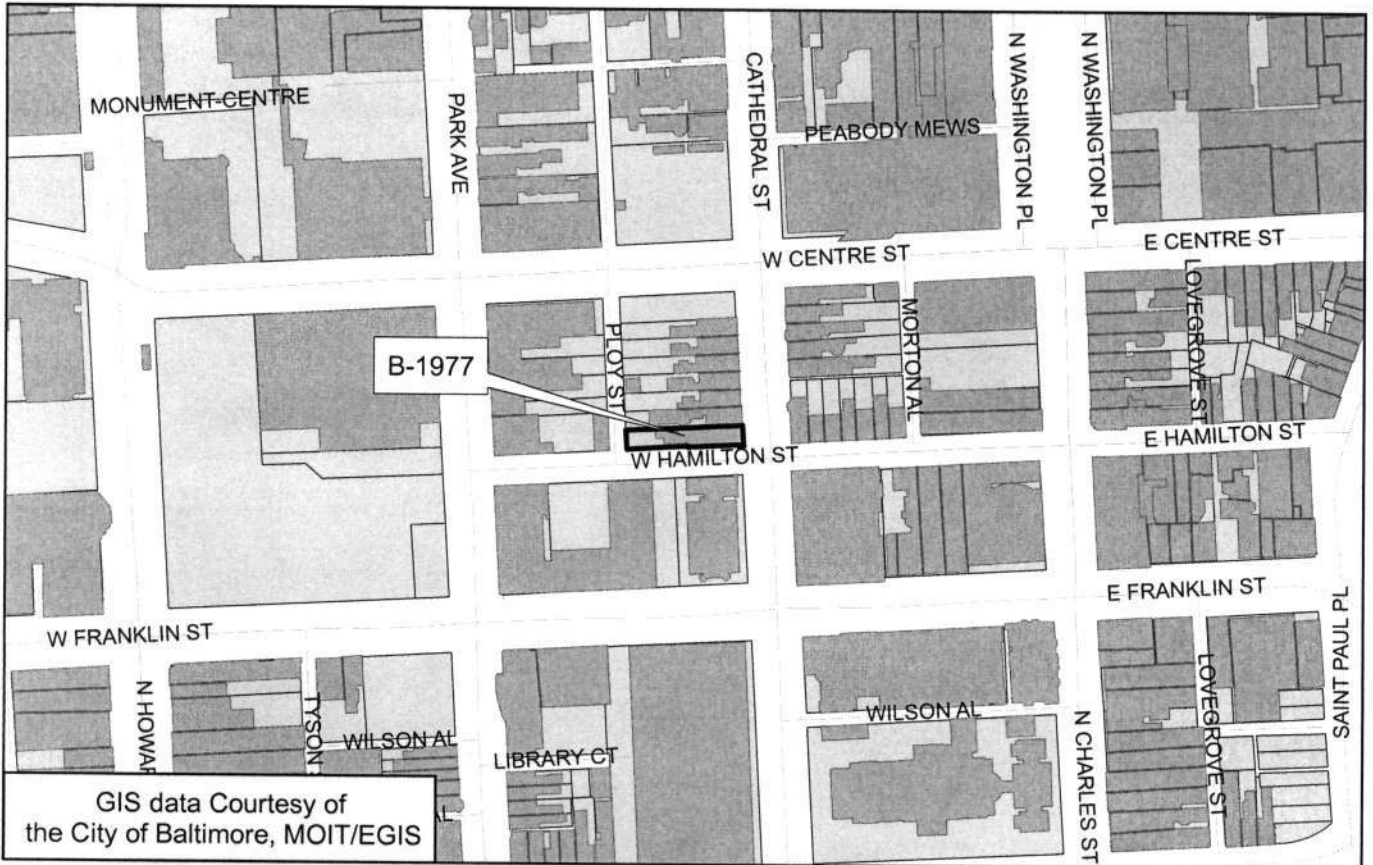 MONUMENT-CENTRE
PARK AVE
CATHEDRAL ST
PEABODY MEWS
N WASHINGTON PL
N WASHINGTON PL
W CENTRE ST
E CENTRE ST
PLOY ST
MORTON AL
LOVEGROVE ST
B-1977
W HAMILTON ST
E HAMILTON ST
E FRANKLIN ST
W FRANKLIN ST
SAINT PAUL PL
N HOWAR
TYSON
WILSON AL
WILSON AL
LOVEGROVE ST
N CHARLES ST
LIBRARY CT
AL
GIS data Courtesy of
the City of Baltimore, MOIT/EGIS